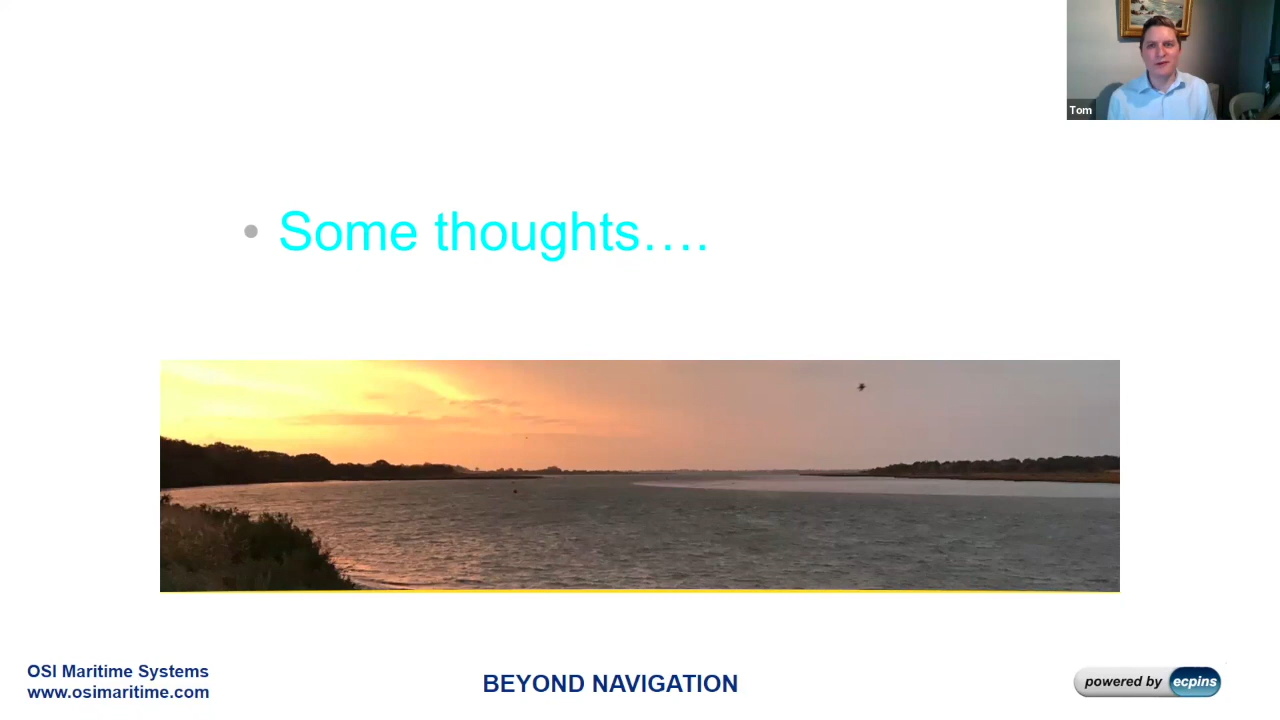 Tom
• Some thoughts….
OSI Maritime Systems
www.osimaritime.com
BEYOND NAVIGATION
powered by ecpins